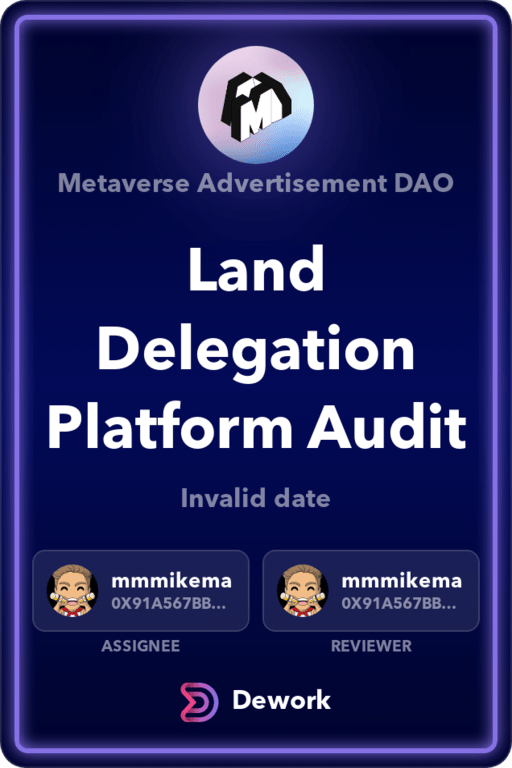 M
Metaverse Advertisement DAO
Land
Delegation
Platform Audit
Invalid date
mmmikema
0X91A567BB...
ASSIGNEE
mmmikema
0X91A567BB...
REVIEWER
Dework